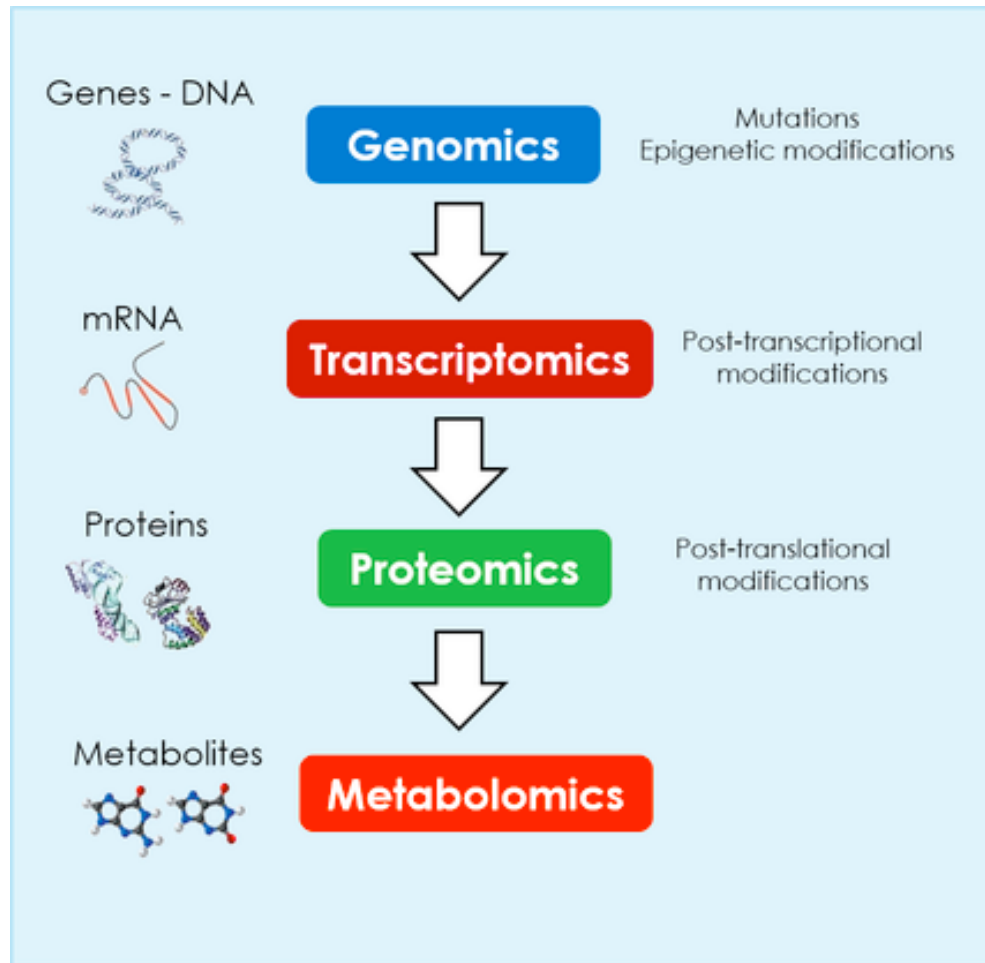 Genes - DNA
Genomics
Mutations
Epigenetic modifications
mRNA
Transcriptomics
Post-transcriptional
modifications
Proteins
Proteomics
Post-translational
modifications
Metabolites
Metabolomics